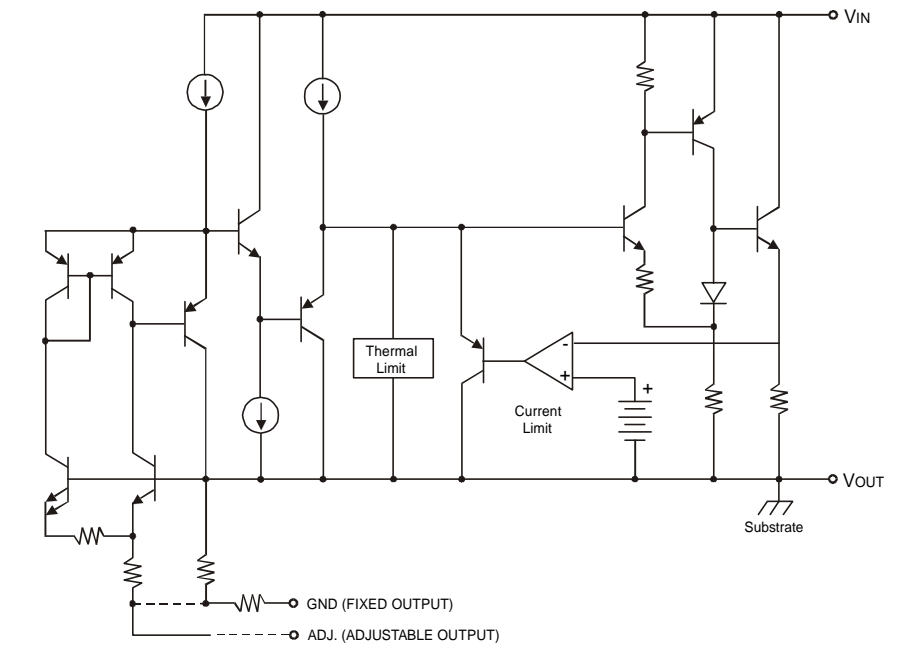 VIN
Thermal
Limit
-
+
+
Current
Limit
VOUT
Substrate
GND (FIXED OUTPUT)
ADJ. (ADJUSTABLE OUTPUT)